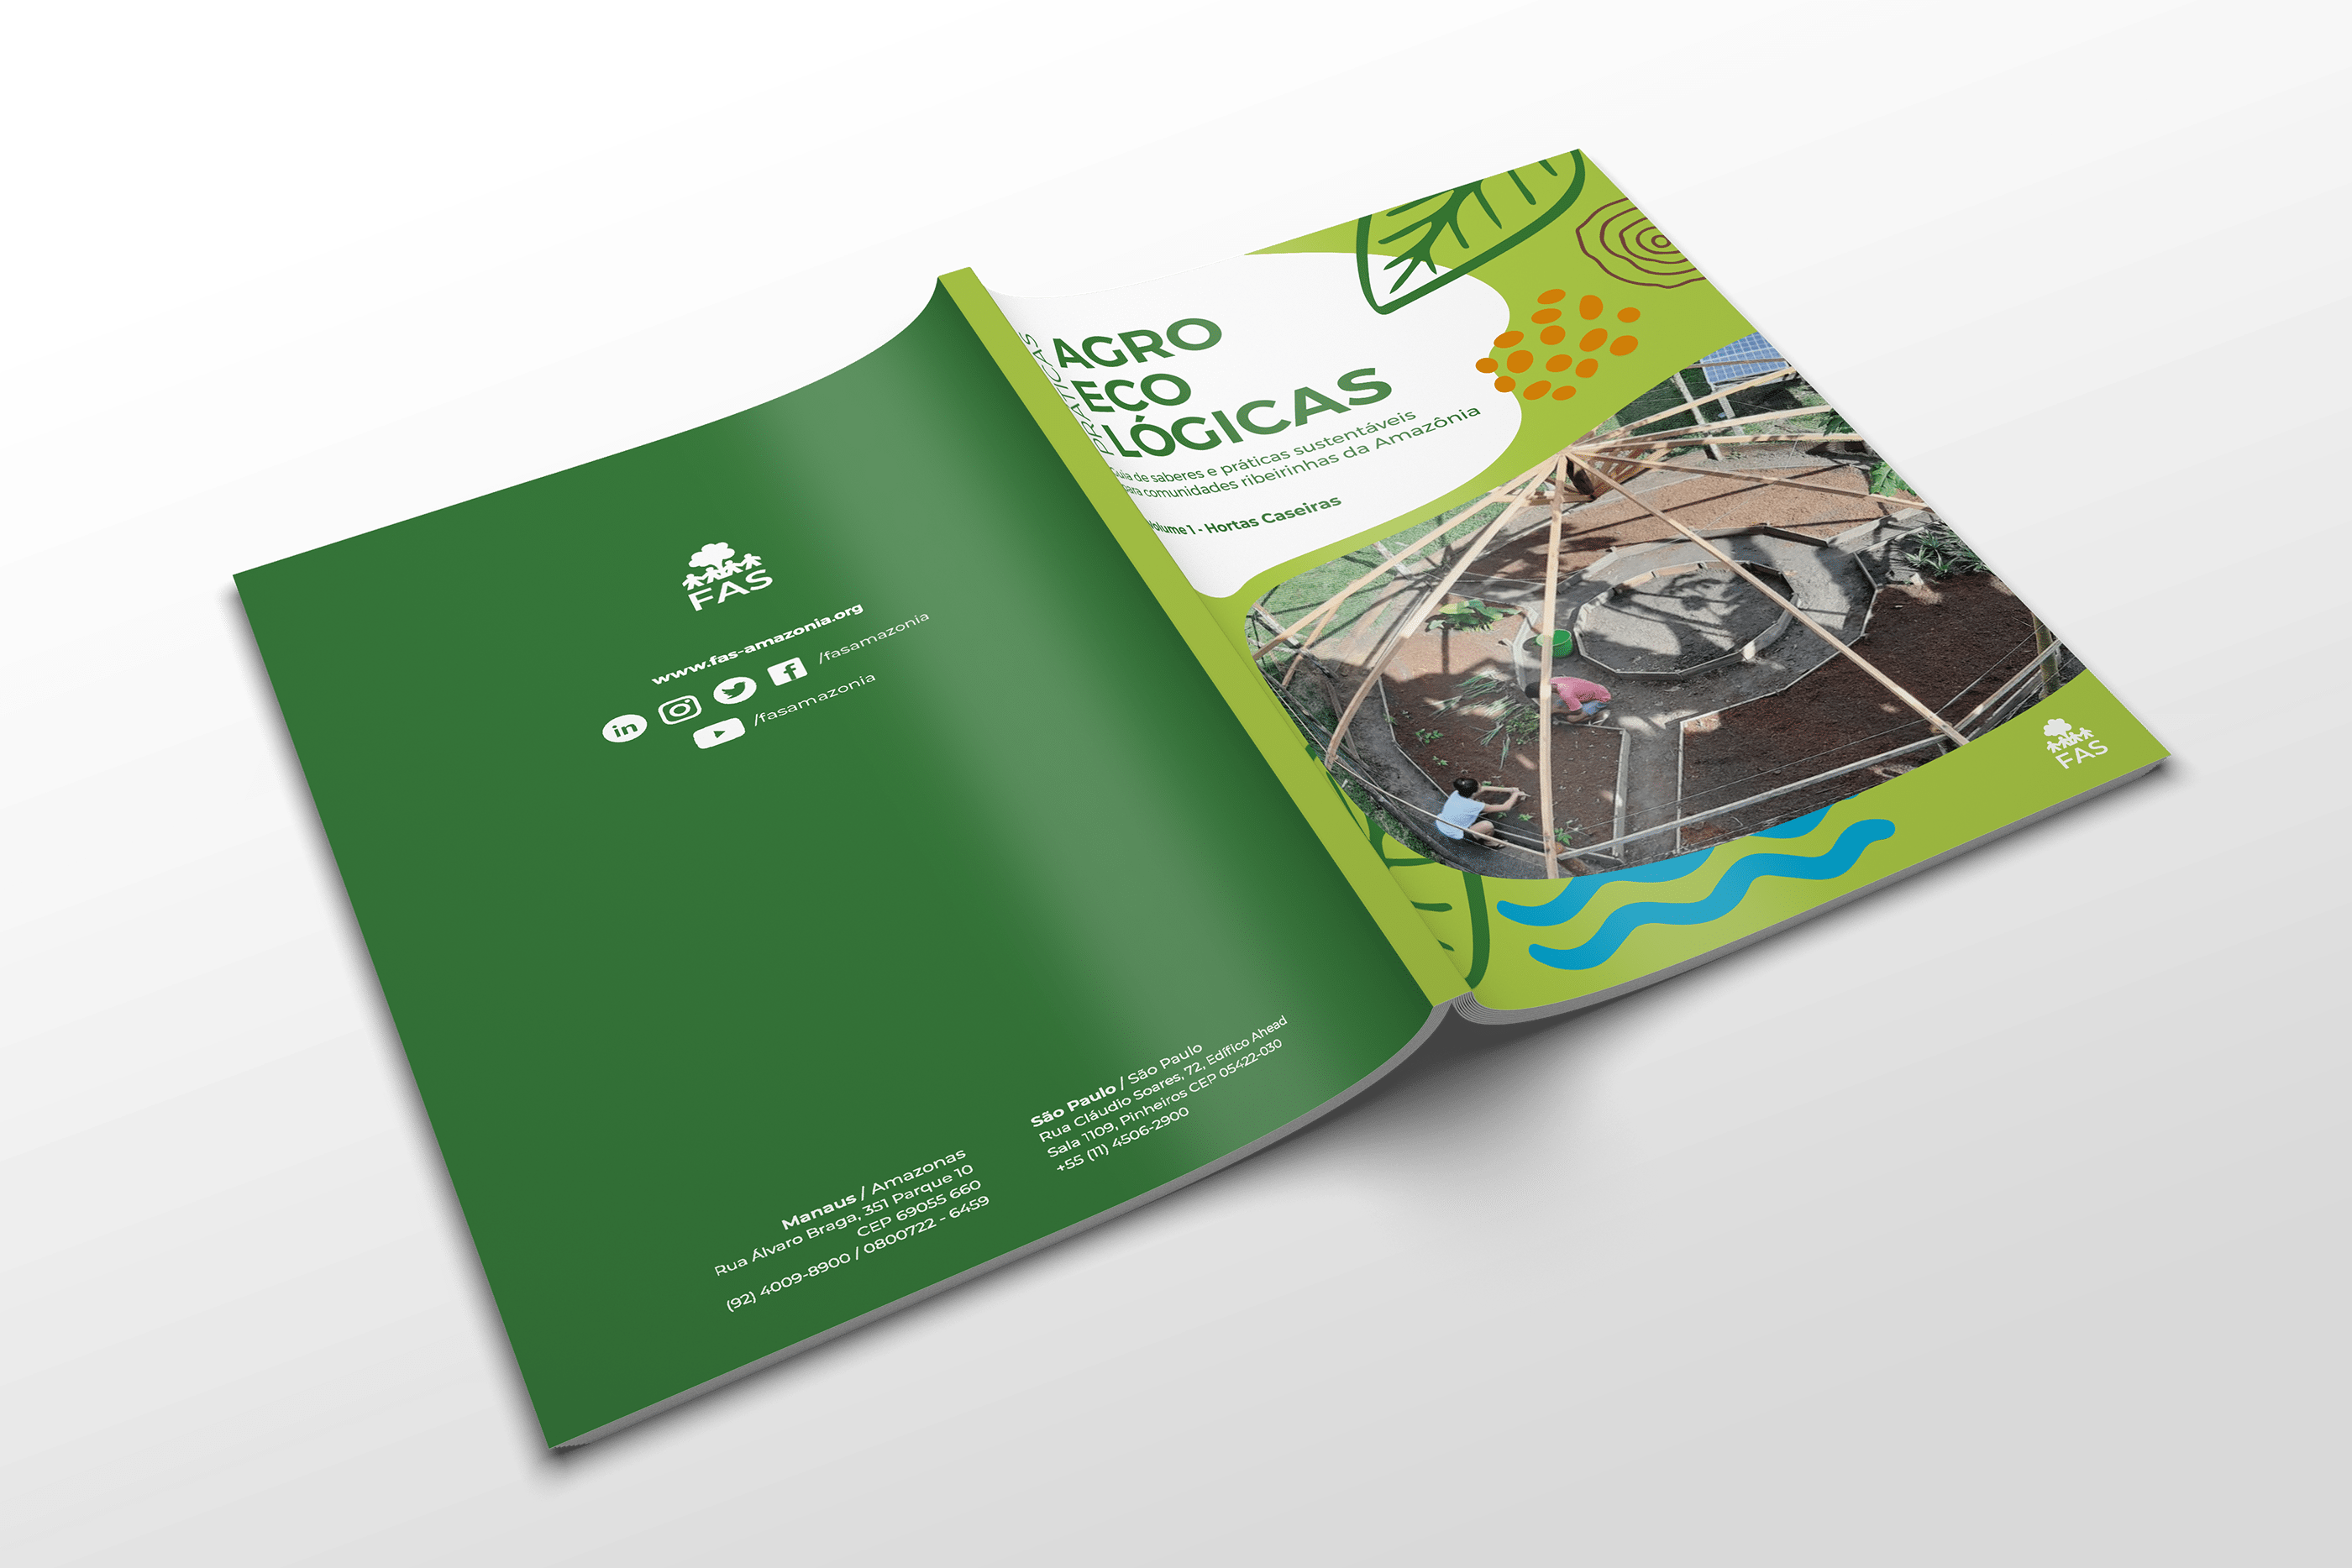 FAS
www.fas-amazonia.org
in /fasamazonia
/fasamazonia
Manaus / Amazonas
Rua Álvaro Braga, 351 Parque 10
CEP 69055 660
(92) 4009-8900 / 0800722 - 6459
São Paulo / São Paulo
Rua Cláudio Soares, 72, Edífico Ahead
Sala 1109, Pinheiros CEP 05422-030
+55 (11) 4506-2900
PRÁTICAS
AGRO
ECO
LÓGICAS
Guia de saberes e práticas sustentáveis
para comunidades ribeirinhas da Amazônia
Volume 1 - Hortas Caseiras
FAS